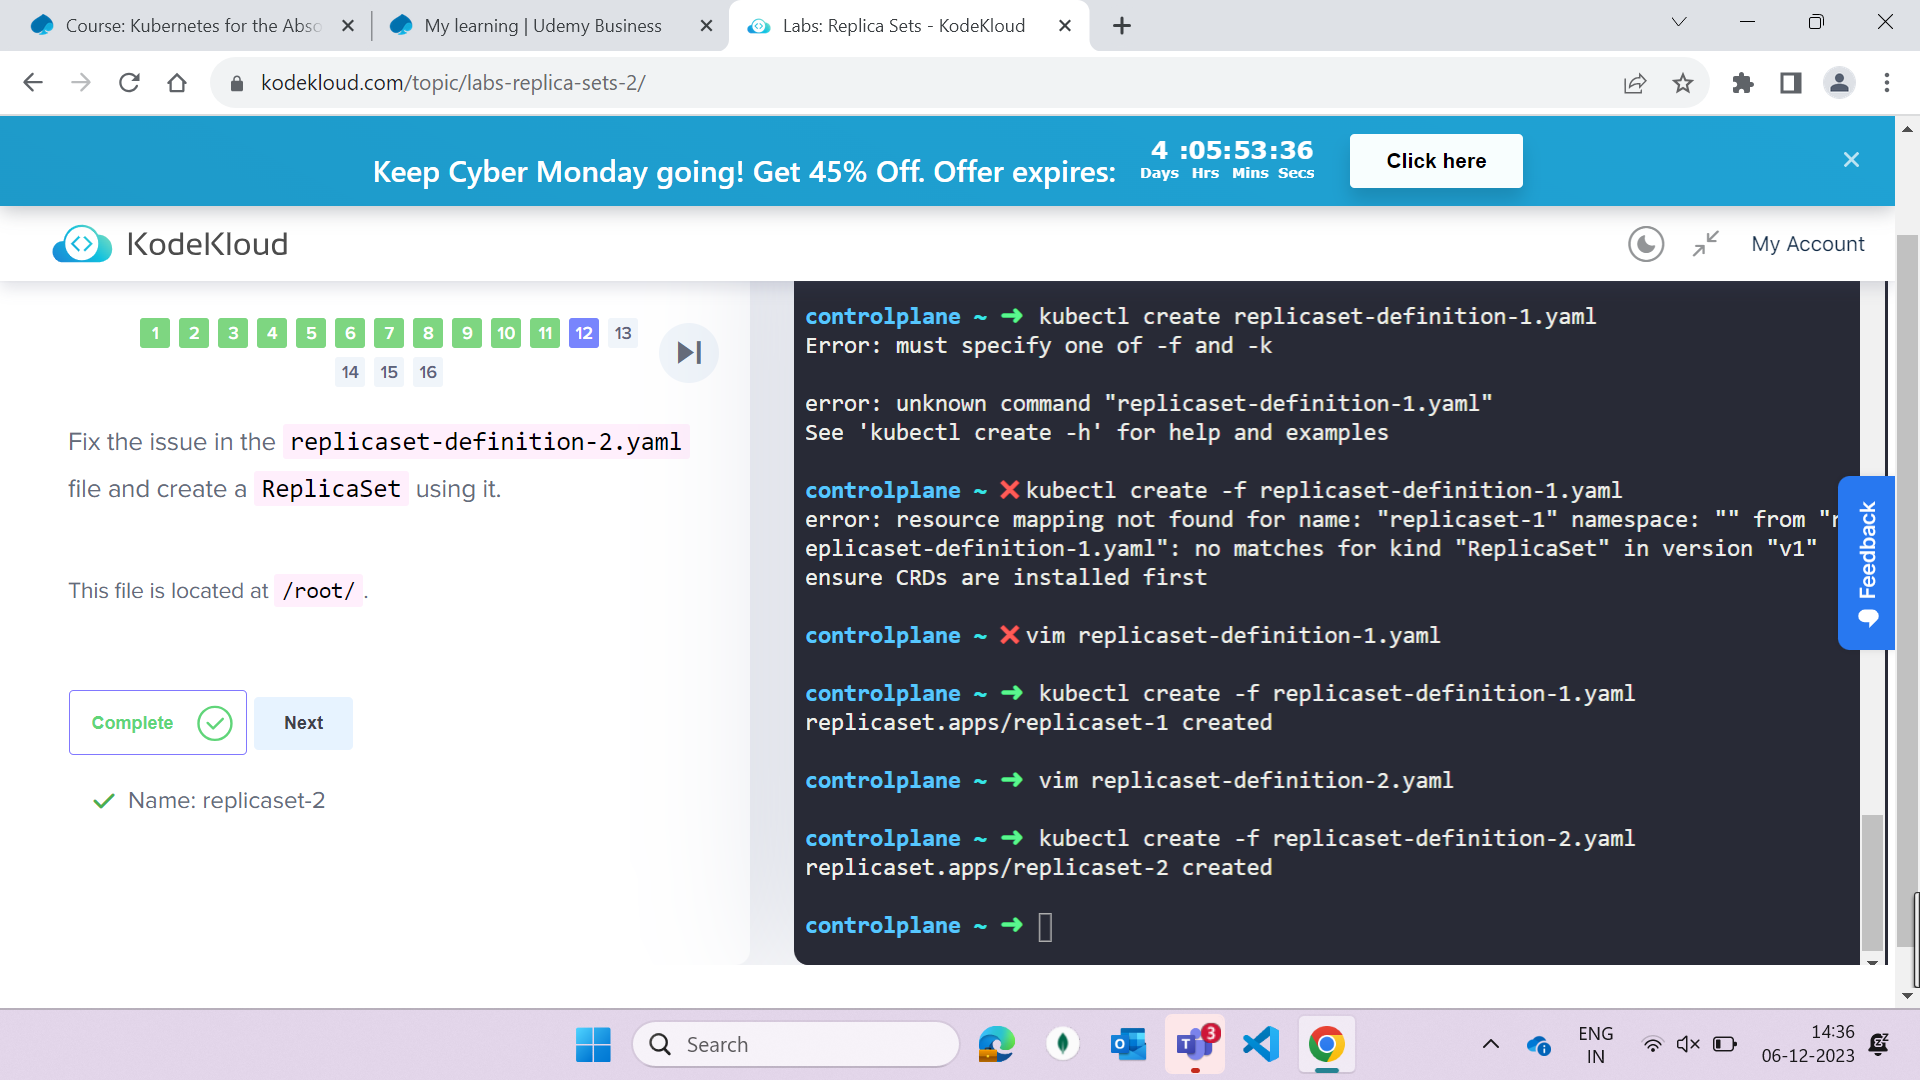 Course: Kubernetes for the Abso
My learning | Udemy Business
Labs: Replica Sets - KodeKloud
kodekloud.com/topic/labs-replica-sets-2/
Keep Cyber Monday going! Get 45% Off. Offer expires:
4 :05:53:36
Days Hrs Mins Secs
Click here
KodeKloud
My Account
1 2 3 4 5 6 7 8 9 10 11 12 13
14 15 16
Fix the issue in the replicaset-definition-2.yaml
file and create a ReplicaSet using it.
This file is located at /root/ .
Complete
Next
Name: replicaset-2
controlplane ~ ➜ kubectl create replicaset-definition-1.yaml
Error: must specify one of -f and -k
error: unknown command "replicaset-definition-1.yaml"
See 'kubectl create -h' for help and examples
controlplane ~ ✖ kubectl create -f replicaset-definition-1.yaml
error: resource mapping not found for name: "replicaset-1" namespace: "" from "r
eplicaset-definition-1.yaml": no matches for kind "ReplicaSet" in version "v1"
ensure CRDs are installed first
controlplane ~ ✖ vim replicaset-definition-1.yaml
controlplane ~ ➜ kubectl create -f replicaset-definition-1.yaml
replicaset.apps/replicaset-1 created
controlplane ~ ➜ vim replicaset-definition-2.yaml
controlplane ~ ➜ kubectl create -f replicaset-definition-2.yaml
replicaset.apps/replicaset-2 created
controlplane ~ ➜
Feedback
Search
3
ENG
IN
14:36
06-12-2023